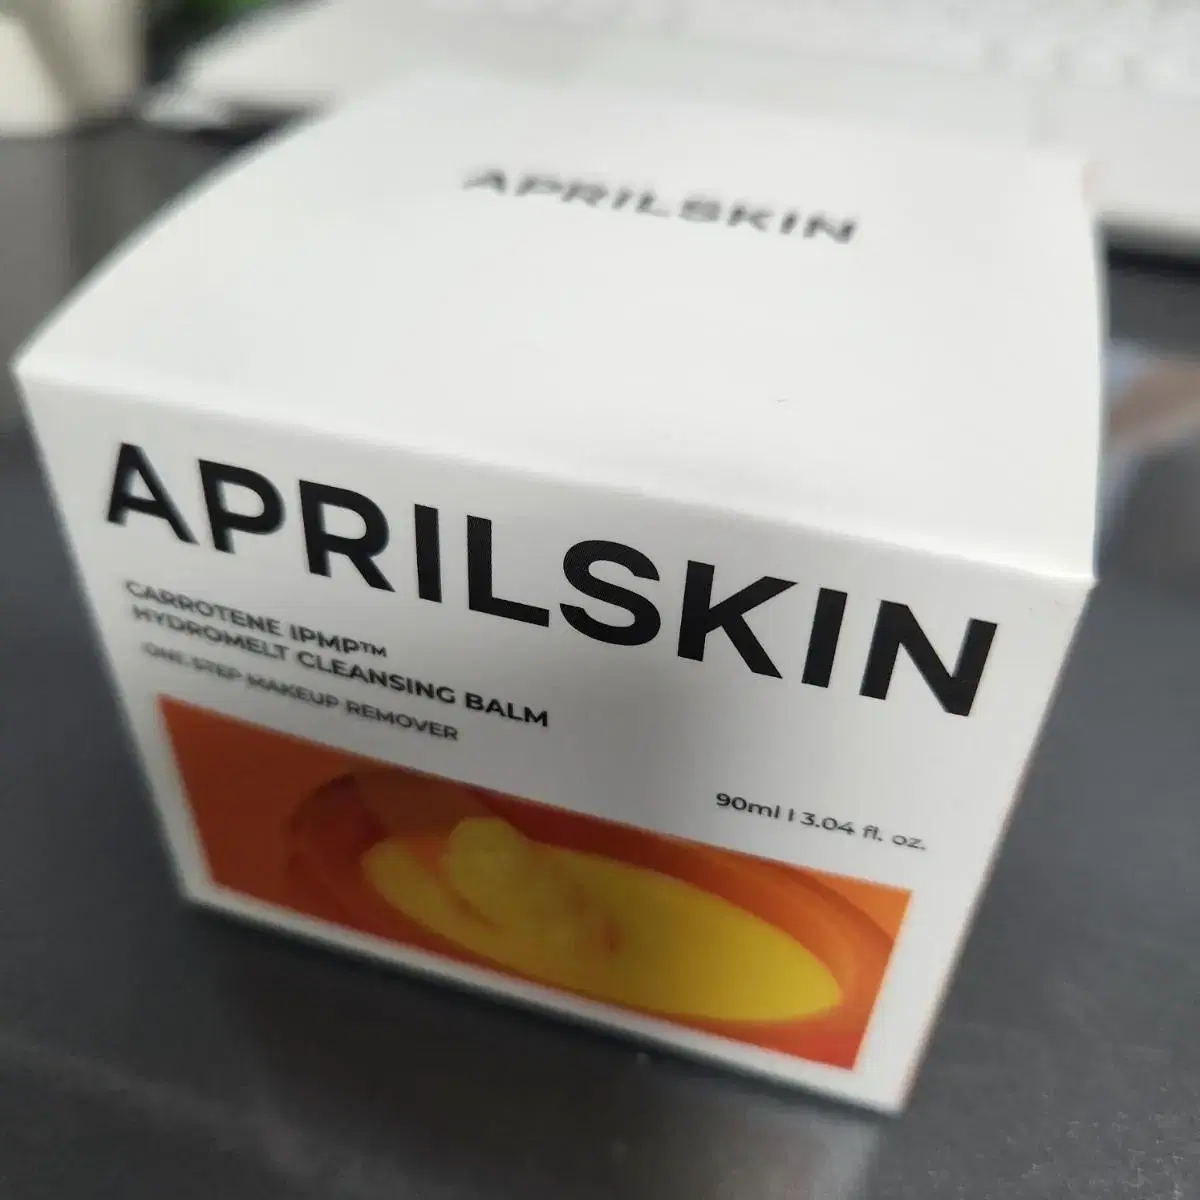 APRILSKIN
APRILSKIN
CARROTENE IPMP™
HYDROMELT CLEANSING BALM
ONE STEP MAKEUP REMOVER
90ml l 3.04 fl. oz.